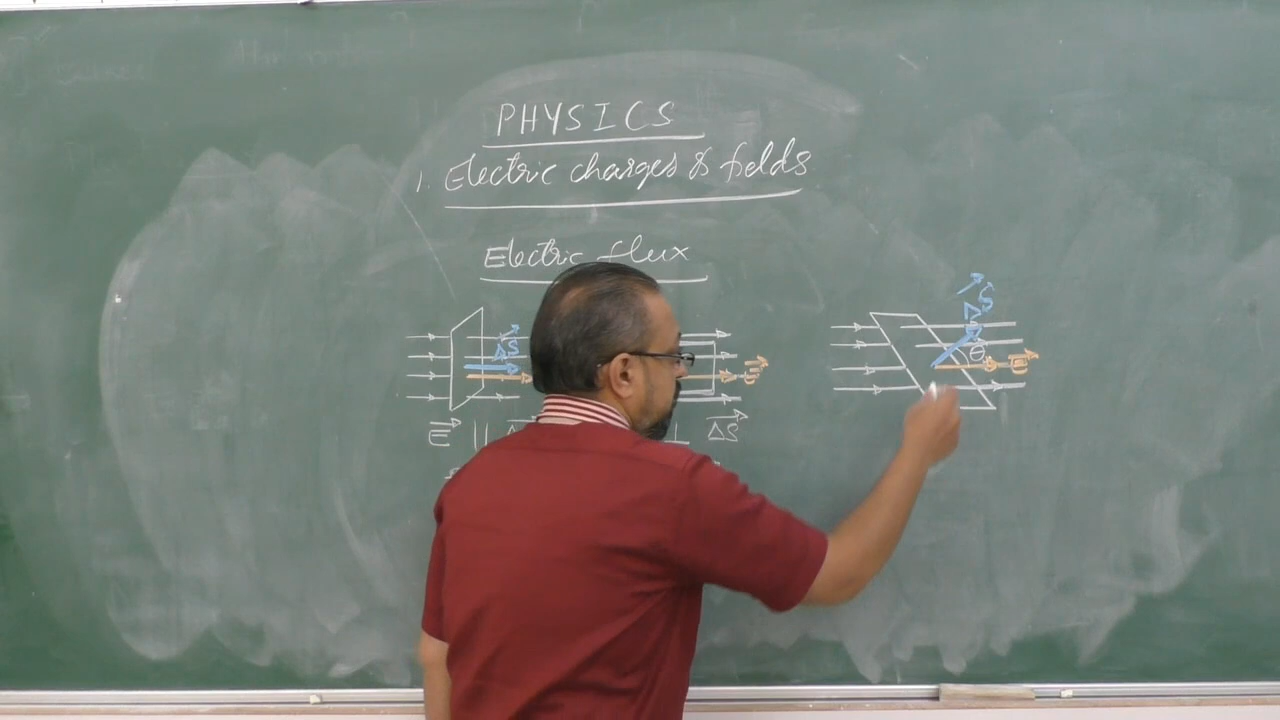 PHYSICS
1. Electric charges & fields
Electric flux
ΔS
E
ΔS
θ
E
E ||
⊥ ΔS